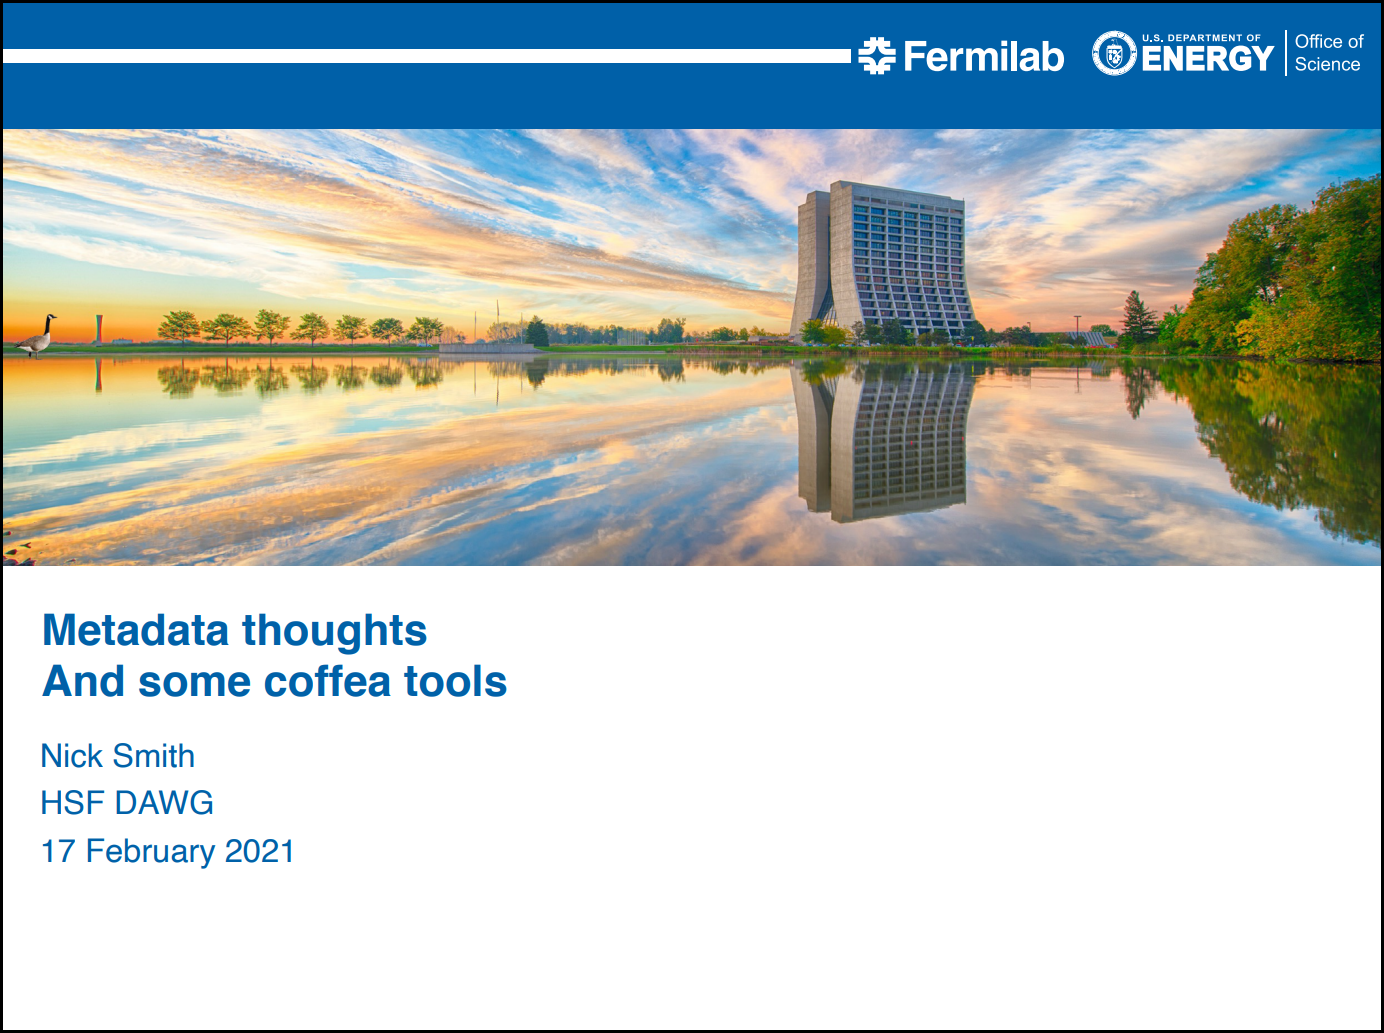 Fermilab
U.S. DEPARTMENT OF
ENERGY
Office of
Science
Metadata thoughts
And some coffea tools
Nick Smith
HSF DAWG
17 February 2021